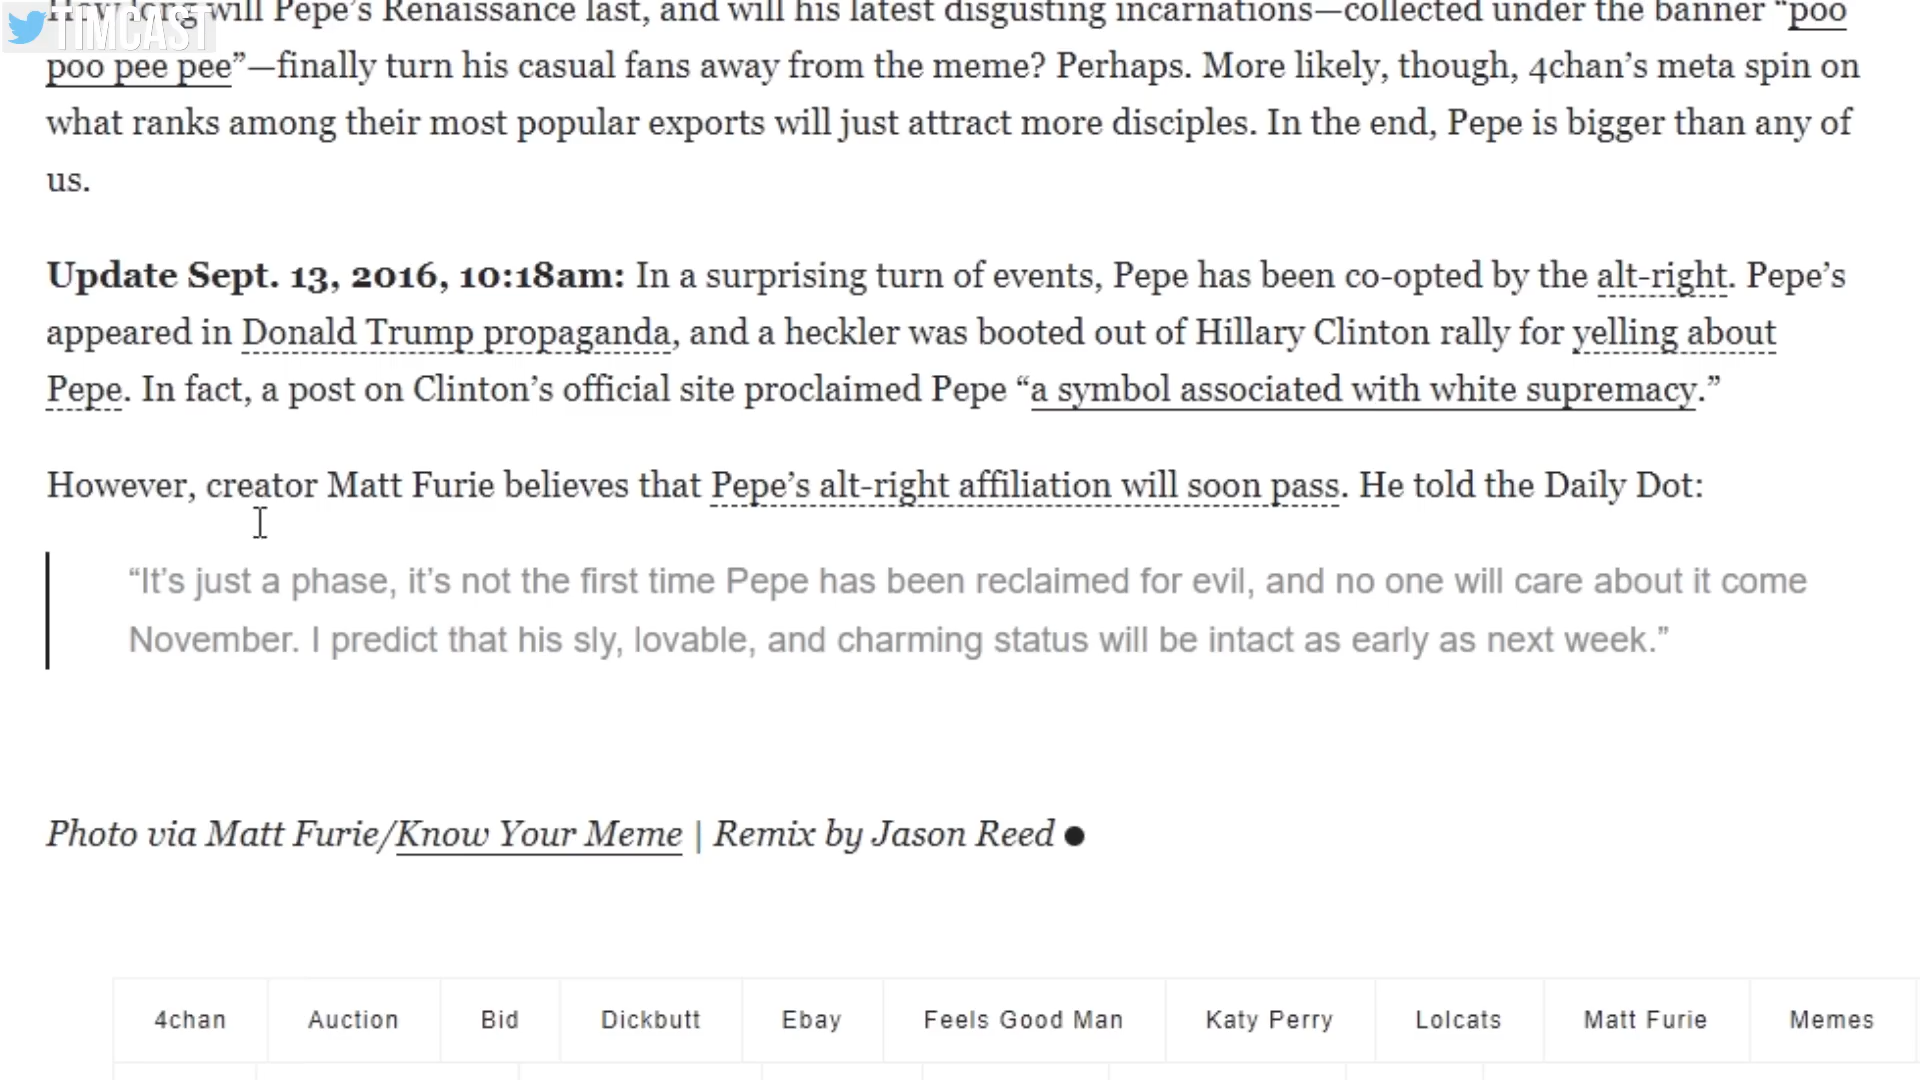 TIMCAST
How long will Pepe's Renaissance last, and will his latest disgusting incarnations—collected under the banner “poo
poo pee pee”—finally turn his casual fans away from the meme? Perhaps. More likely, though, 4chan's meta spin on
what ranks among their most popular exports will just attract more disciples. In the end, Pepe is bigger than any of
us.
Update Sept. 13, 2016, 10:18am: In a surprising turn of events, Pepe has been co-opted by the alt-right. Pepe's
appeared in Donald Trump propaganda, and a heckler was booted out of Hillary Clinton rally for yelling about
Pepe. In fact, a post on Clinton's official site proclaimed Pepe “a symbol associated with white supremacy.”
However, creator Matt Furie believes that Pepe's alt-right affiliation will soon pass. He told the Daily Dot:
“It's just a phase, it's not the first time Pepe has been reclaimed for evil, and no one will care about it come
November. I predict that his sly, lovable, and charming status will be intact as early as next week.”
Photo via Matt Furie/Know Your Meme | Remix by Jason Reed
4chan Auction Bid Dickbutt Ebay Feels Good Man Katy Perry Lolcats Matt Furie Memes